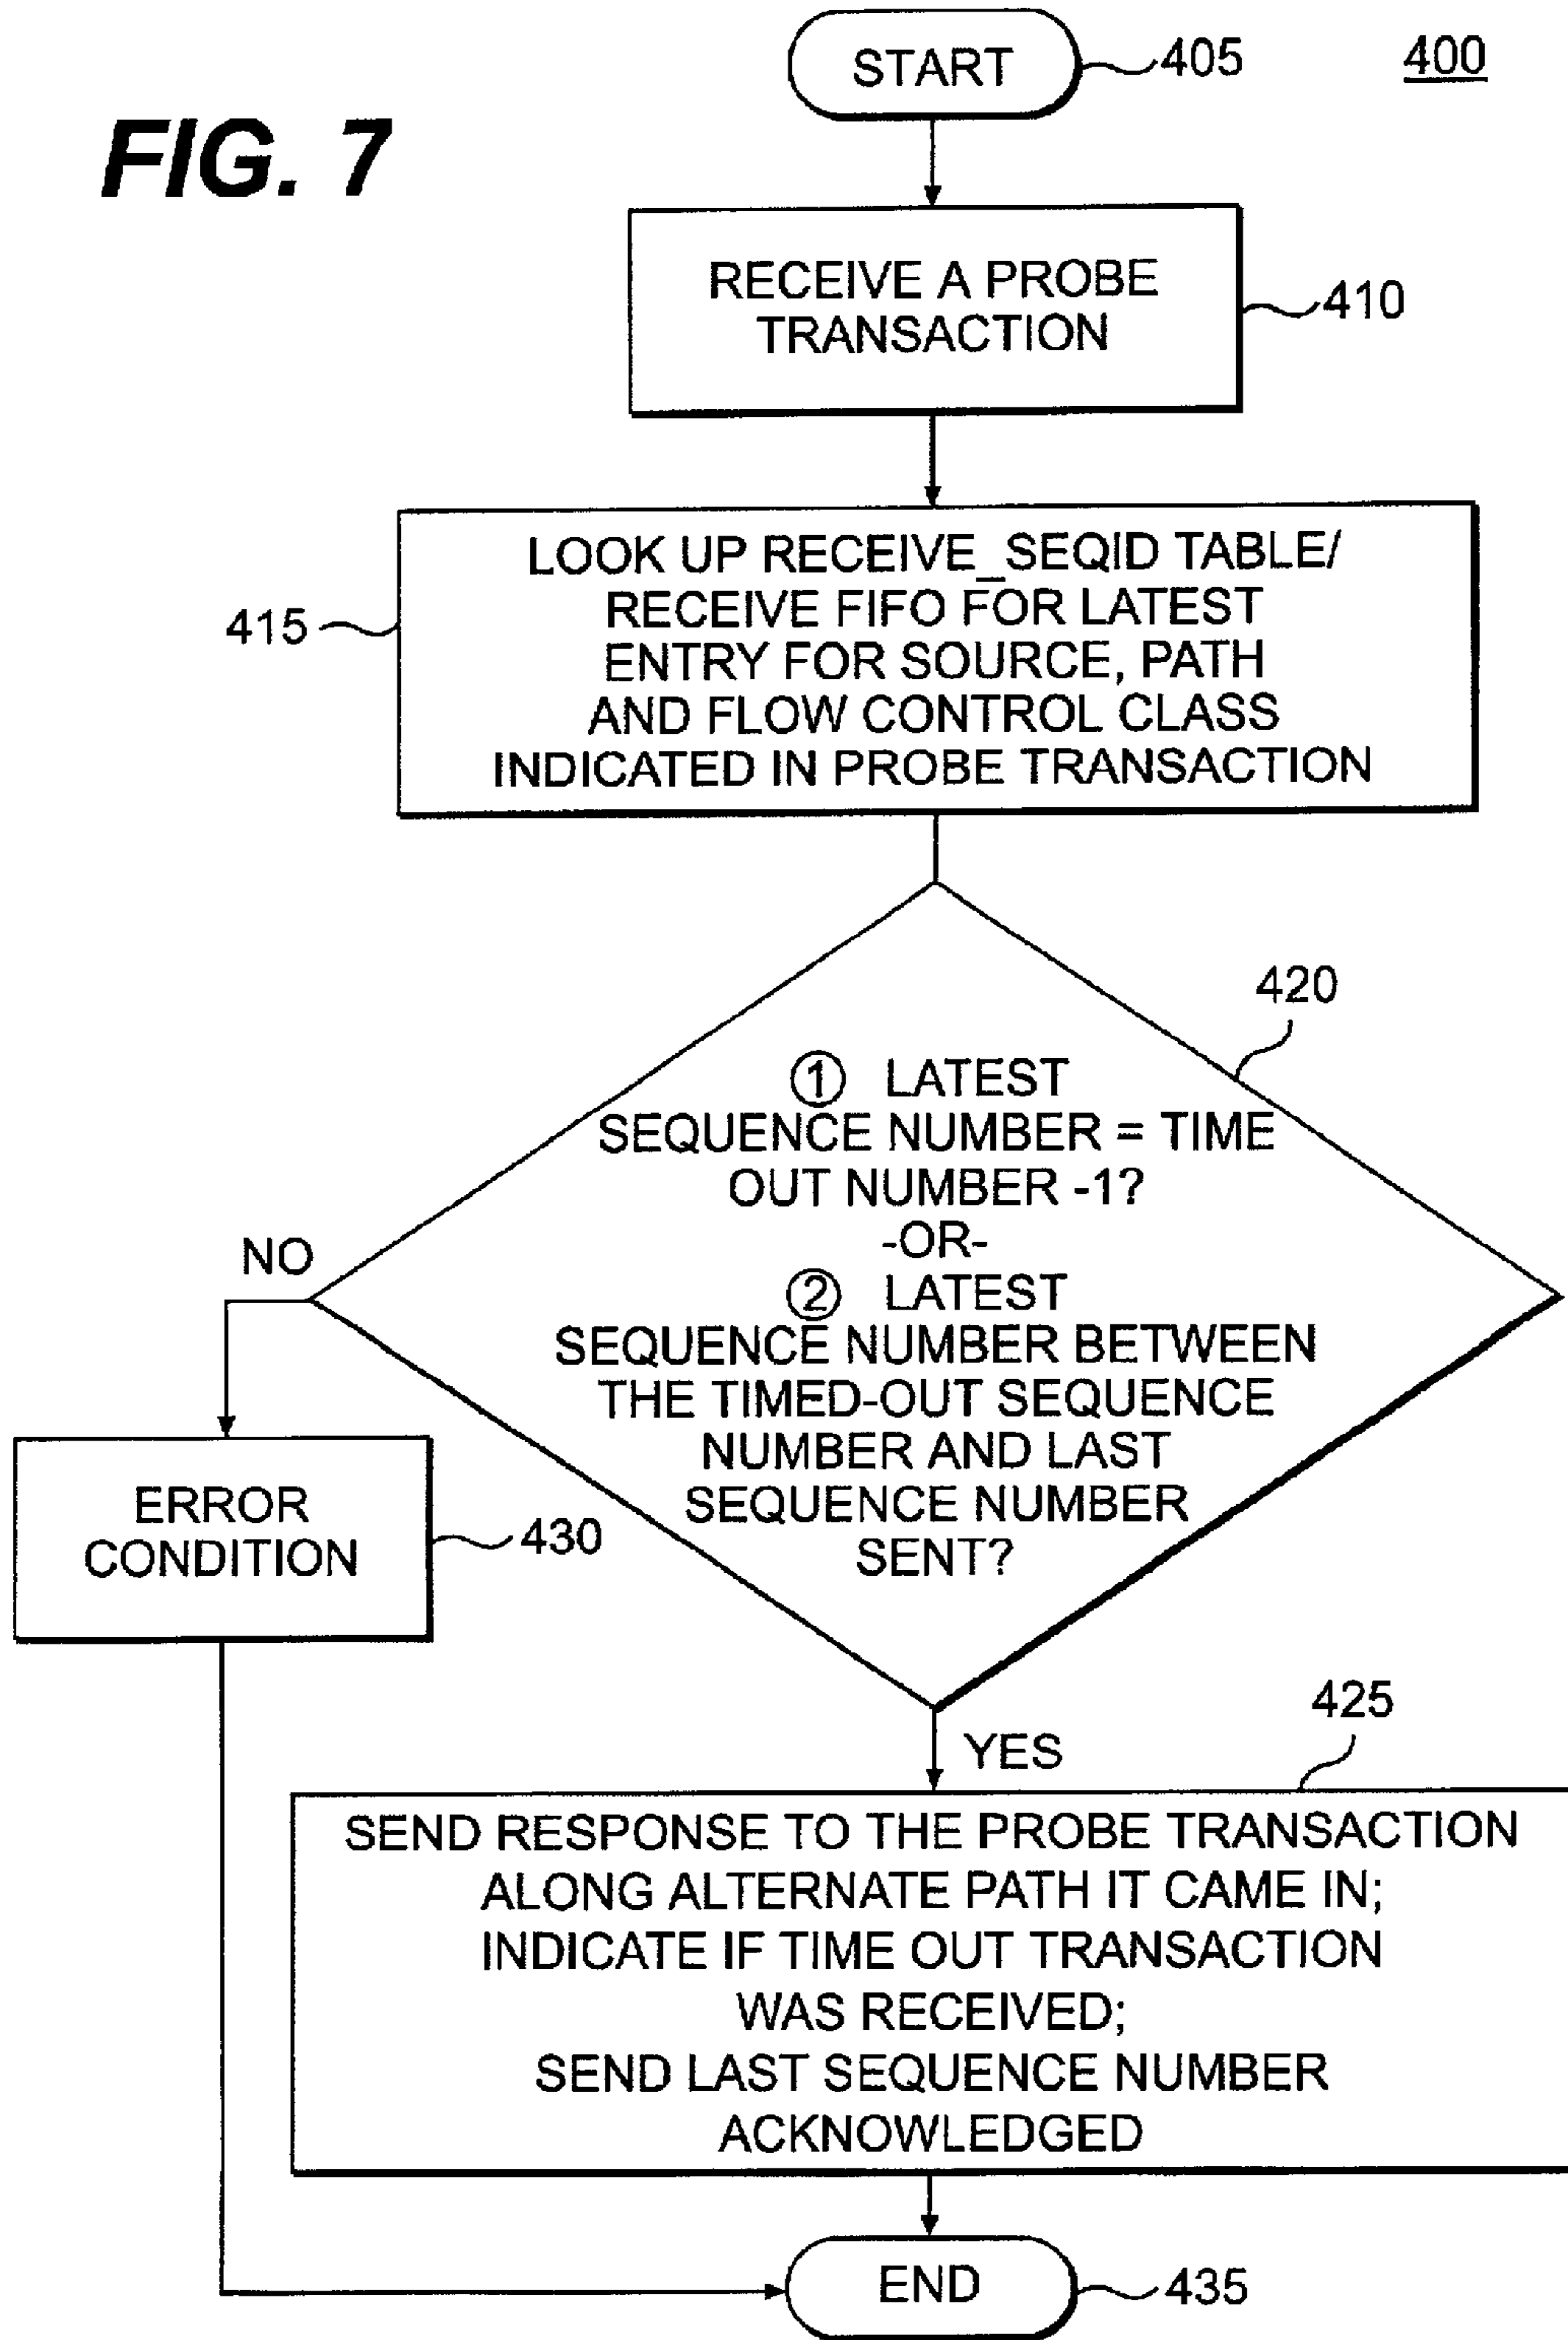 START
405
400
FIG. 7
RECEIVE A PROBE
TRANSACTION
410
LOOK UP RECEIVE_SEQID TABLE/
RECEIVE FIFO FOR LATEST
ENTRY FOR SOURCE, PATH
AND FLOW CONTROL CLASS
INDICATED IN PROBE TRANSACTION
415
420
① LATEST
SEQUENCE NUMBER = TIME
OUT NUMBER -1?
-OR-
② LATEST
SEQUENCE NUMBER BETWEEN
THE TIMED-OUT SEQUENCE
NUMBER AND LAST
SEQUENCE NUMBER
SENT?
NO
ERROR
CONDITION
430
YES
425
SEND RESPONSE TO THE PROBE TRANSACTION
ALONG ALTERNATE PATH IT CAME IN;
INDICATE IF TIME OUT TRANSACTION
WAS RECEIVED;
SEND LAST SEQUENCE NUMBER
ACKNOWLEDGED
END
435